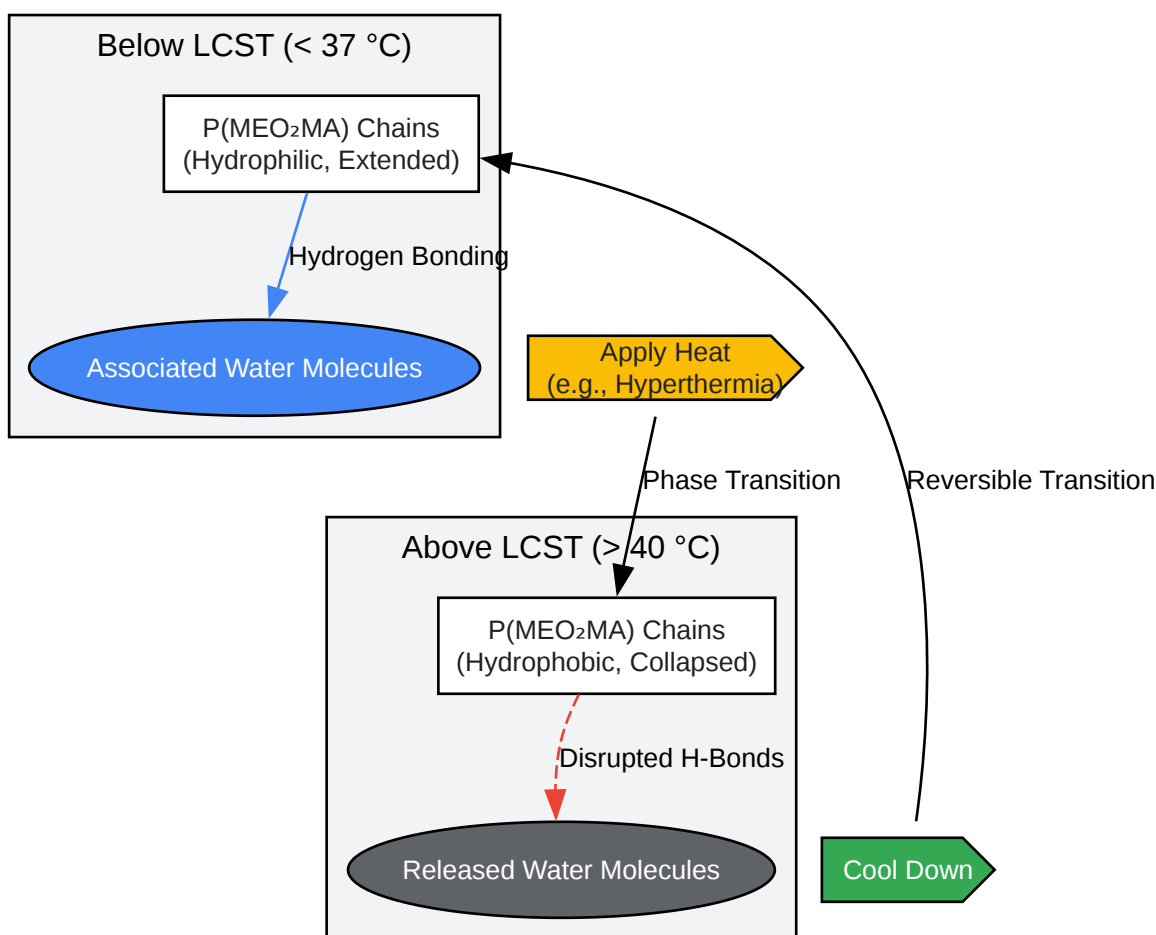 Below LCST (< 37 °C)
P(MEO₂MA) Chains
(Hydrophilic, Extended)
Hydrogen Bonding
Associated Water Molecules
Apply Heat
(e.g., Hyperthermia)
Phase Transition
Reversible Transition
Above LCST (> 40 °C)
P(MEO₂MA) Chains
(Hydrophobic, Collapsed)
Disrupted H-Bonds
Released Water Molecules
Cool Down